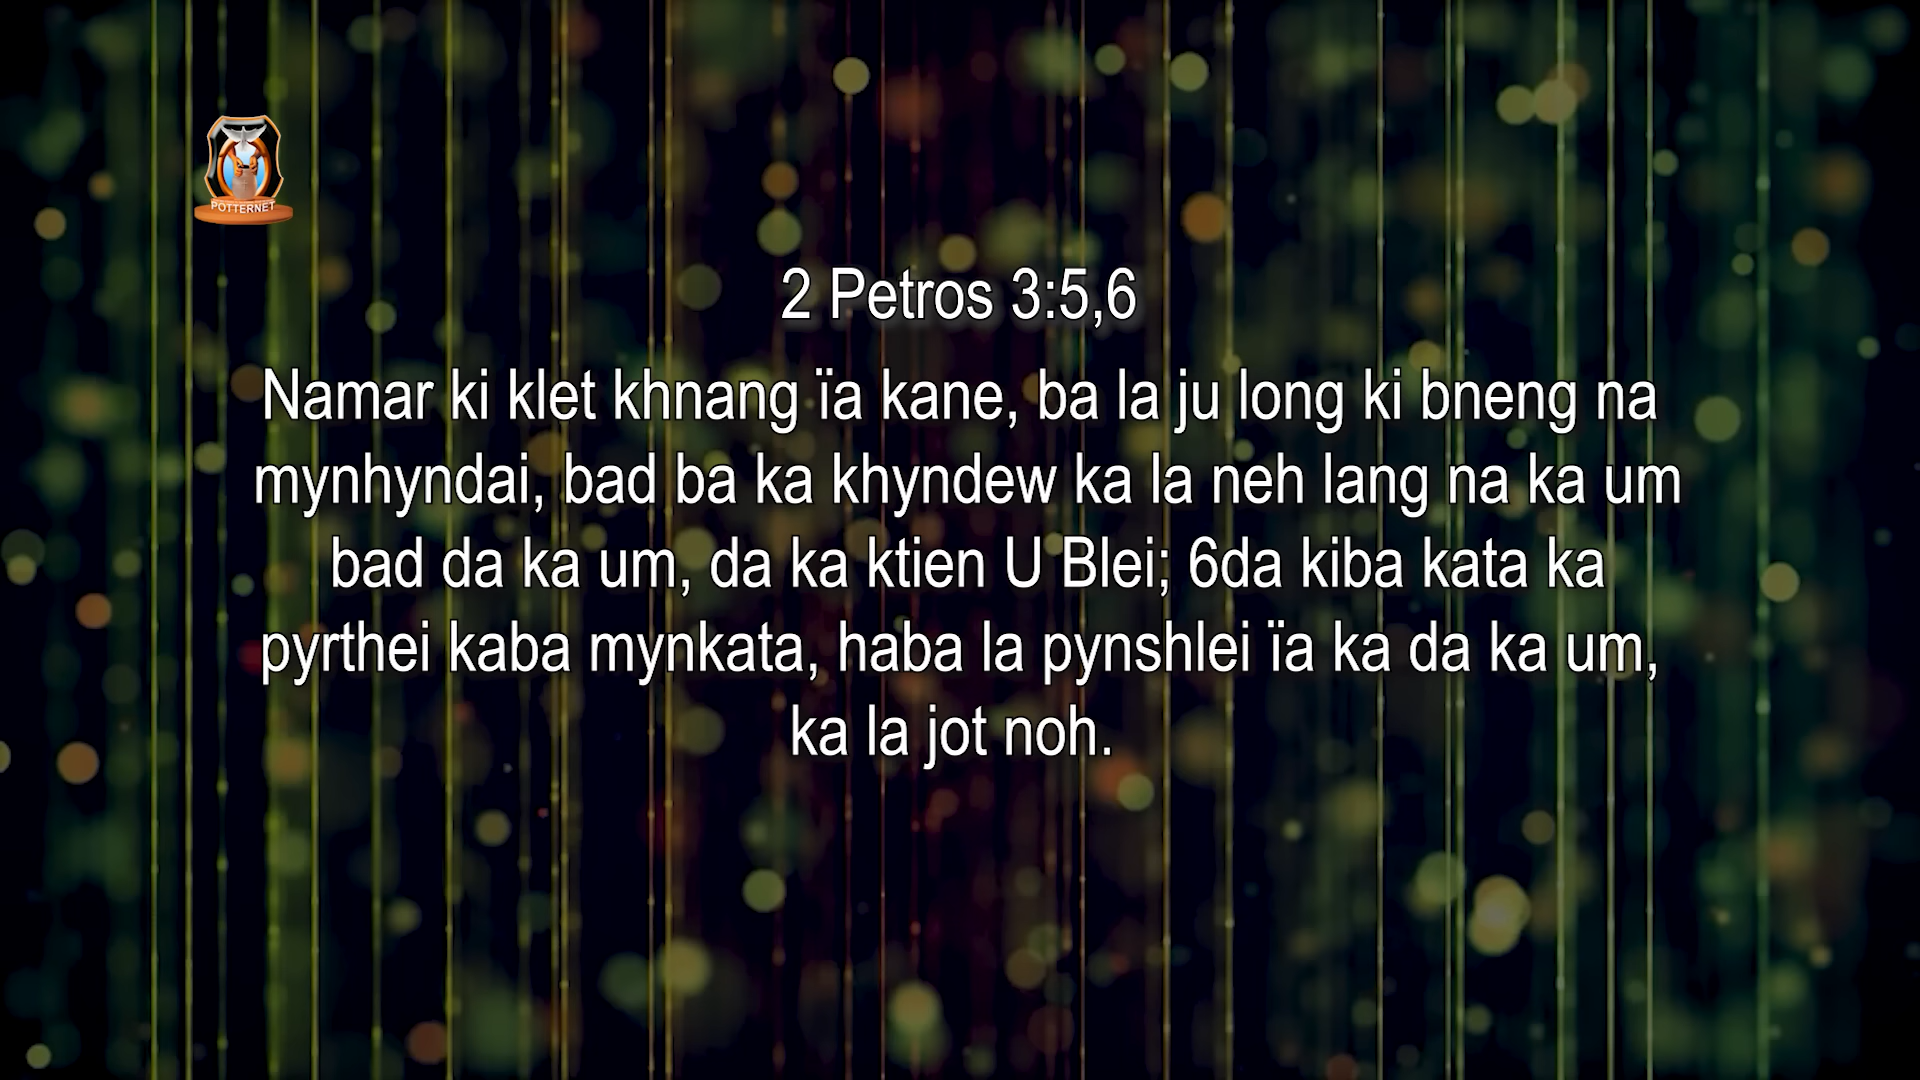 POTTERNET
2 Petros 3:5,6
Namar ki klet khnang ïa kane, ba la ju long ki bneng na
mynhyndai, bad ba ka khyndew ka la neh lang na ka um
bad da ka um, da ka ktien U Blei; 6da kiba kata ka
pyrthei kaba mynkata, haba la pynshlei ïa ka da ka um,
ka la jot noh.